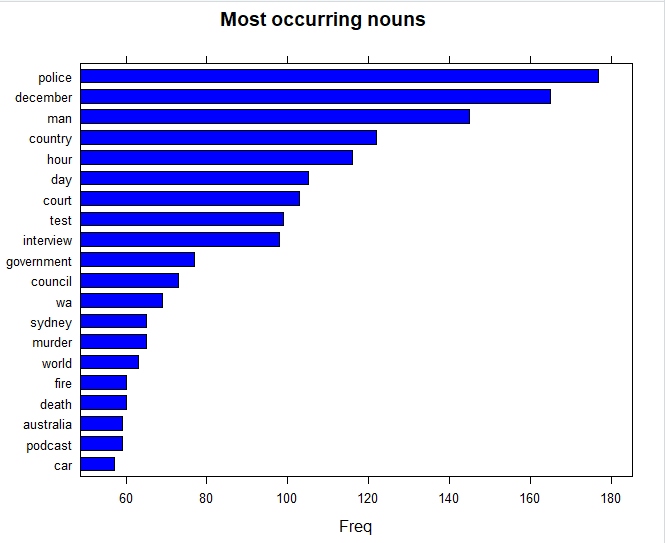 Most occurring nouns
police
december
man
country
hour
day
court
test
interview
government
council
wa
sydney
murder
world
fire
death
australia
podcast
car
60 80 100 120 140 160 180
Freq